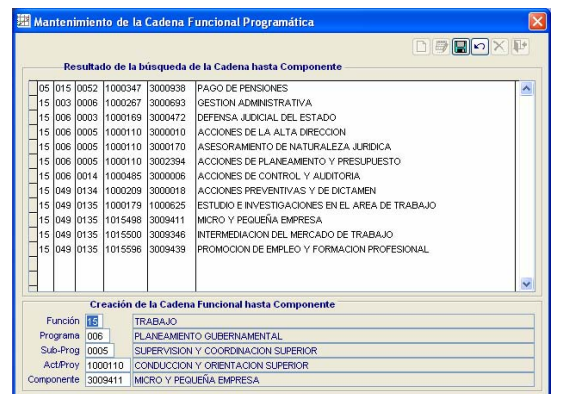 Mantenimiento de la Cadena Funcional Programática
Resultado de la búsqueda de la Cadena hasta Componente
05 015 0052 1000347 3000938 PAGO DE PENSIONES
15 003 0006 1000267 3000693 GESTION ADMINISTRATIVA
15 006 0003 1000169 3000472 DEFENSA JUDICIAL DEL ESTADO
15 006 0005 1000110 3000010 ACCIONES DE LA ALTA DIRECCION
15 006 0005 1000110 3000170 ASESORAMIENTO DE NATURALEZA JURIDICA
15 006 0005 1000110 3002394 ACCIONES DE PLANEAMIENTO Y PRESUPUESTO
15 006 0014 1000485 3000006 ACCIONES DE CONTROL Y AUDITORIA
15 049 0134 1000209 3000018 ACCIONES PREVENTIVAS Y DE DICTAMEN
15 049 0135 1000179 1000625 ESTUDIO E INVESTIGACIONES EN EL AREA DE TRABAJO
15 049 0135 1015498 3009411 MICRO Y PEQUEÑA EMPRESA
15 049 0135 1015500 3009346 INTERMEDIACION DEL MERCADO DE TRABAJO
15 049 0135 1015596 3009439 PROMOCION DE EMPLEO Y FORMACION PROFESIONAL
Creación de la Cadena Funcional hasta Componente
Función 15 TRABAJO
Programa 006 PLANEAMIENTO GUBERNAMENTAL
Sub-Prog 0005 SUPERVISION Y COORDINACION SUPERIOR
Act/Proy 1000110 CONDUCCION Y ORIENTACION SUPERIOR
Componente 3009411 MICRO Y PEQUEÑA EMPRESA